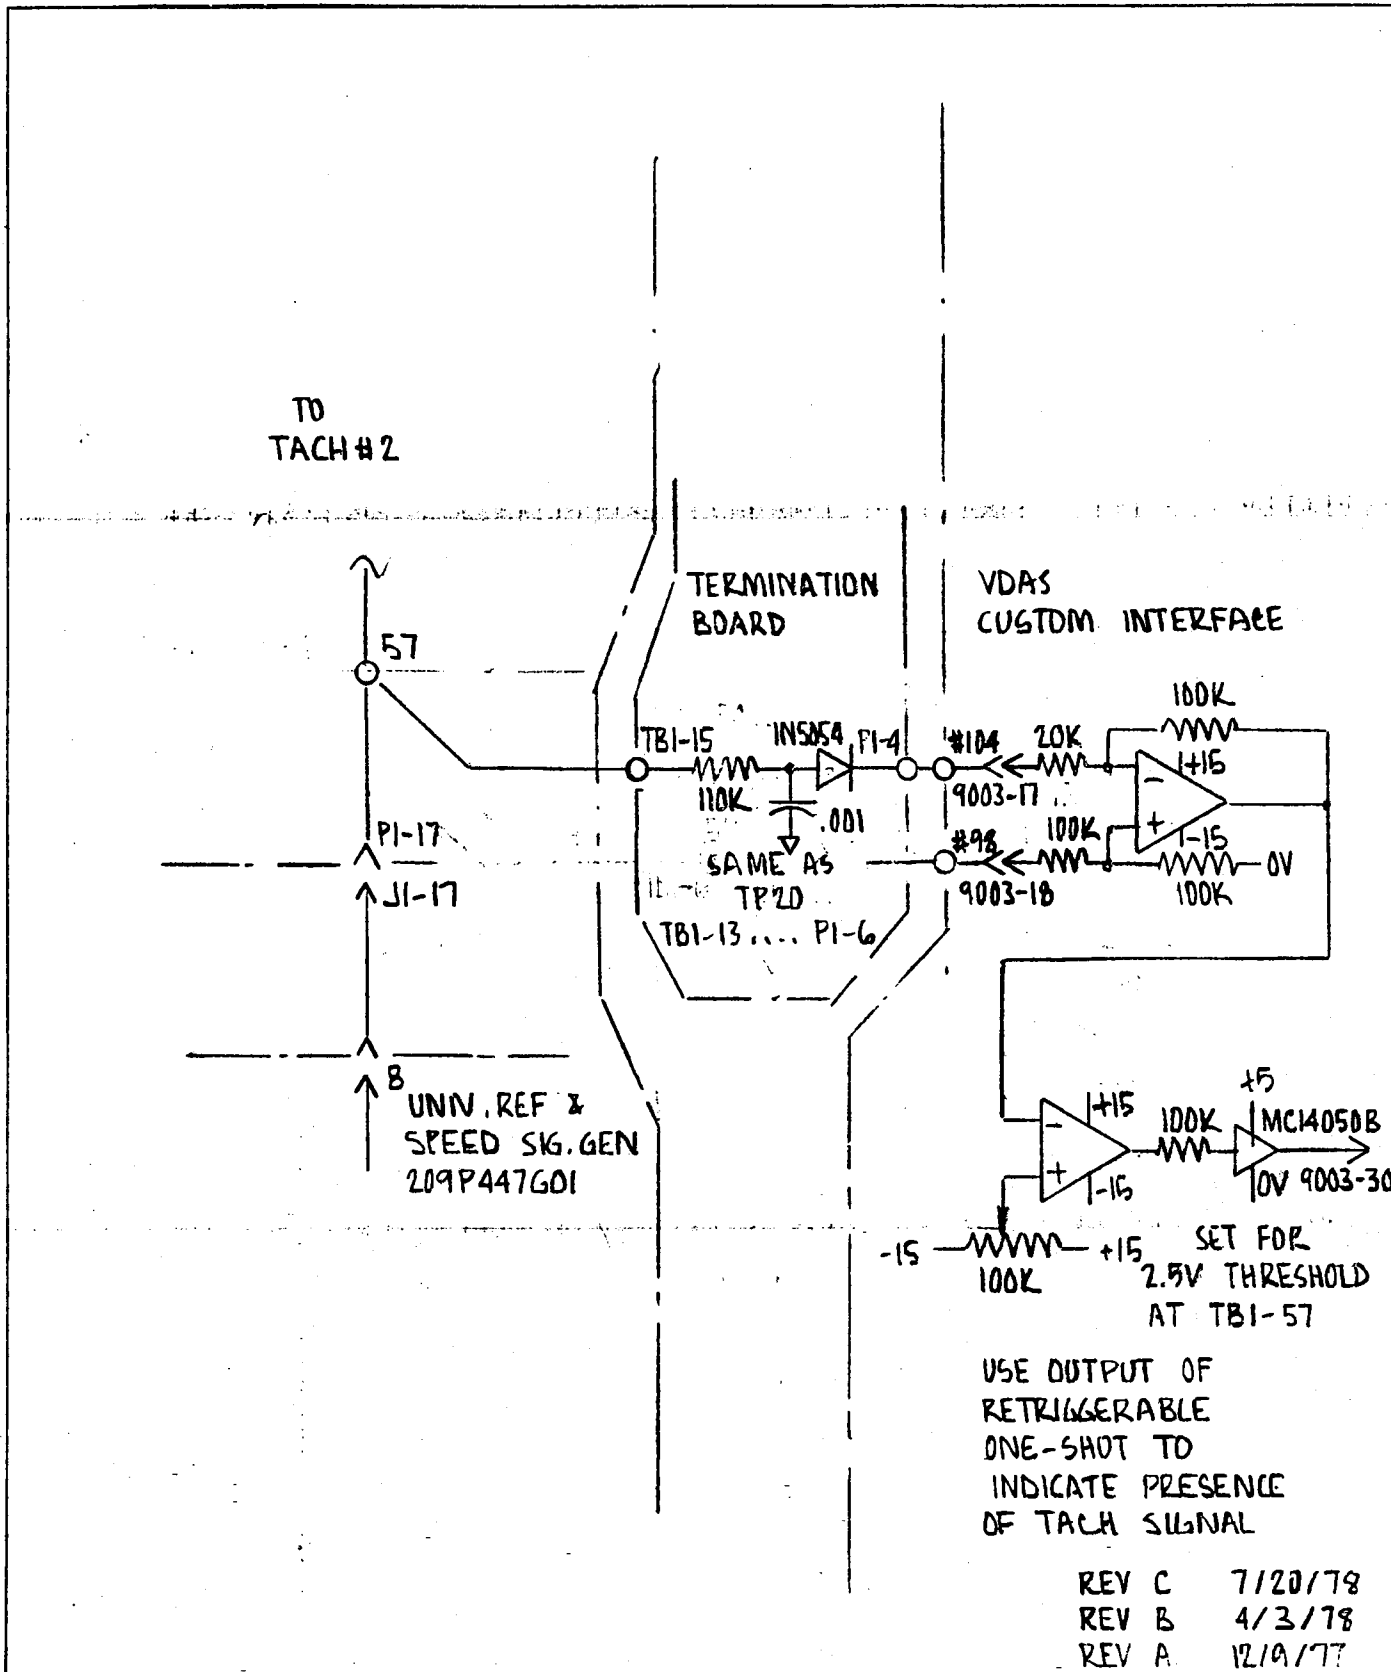 TO
TACH #2
57
TERMINATION
BOARD
VDAS
CUSTOM INTERFACE
TB1-15
110K
1N5054
P1-4
.001
SAME AS
TP20
TB1-13 .... P1-6
#104
9003-17
#98
9003-18
20K
100K
100K
+15
-15
100K
0V
P1-17
J1-17
8
UNIV. REF &
SPEED SIG. GEN
209P447G01
+15
-15
100K
+5
MC14050B
0V
9003-30
-15
100K
+15
SET FOR
2.5V THRESHOLD
AT TB1-57
USE OUTPUT OF
RETRIGGERABLE
ONE-SHOT TO
INDICATE PRESENCE
OF TACH SIGNAL
REV C 7/20/78
REV B 4/3/78
REV A 12/9/77